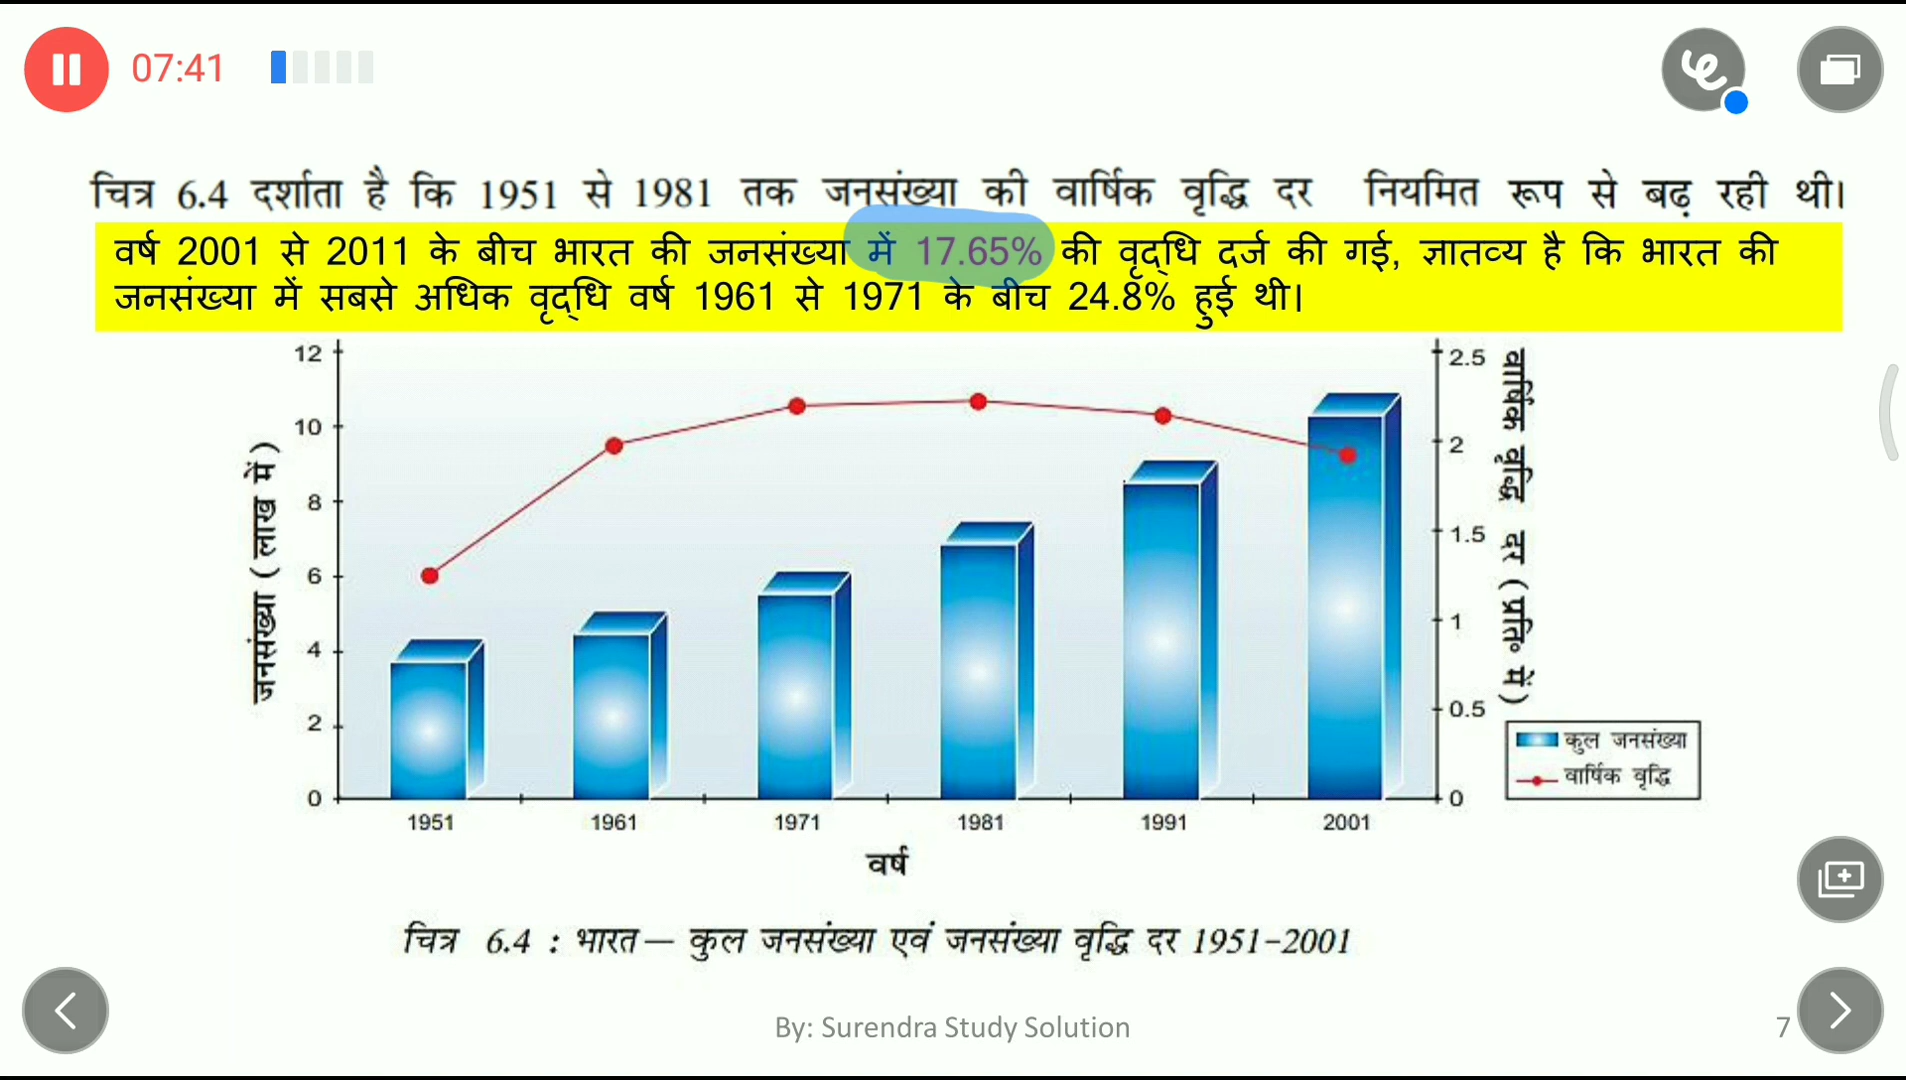 07:41
चित्र 6.4 दर्शाता है कि 1951 से 1981 तक जनसंख्या की वार्षिक वृद्धि दर नियमित रूप से बढ़ रही थी।
वर्ष 2001 से 2011 के बीच भारत की जनसंख्या में 17.65% की वृद्धि दर्ज की गई, ज्ञातव्य है कि भारत की
जनसंख्या में सबसे अधिक वृद्धि वर्ष 1961 से 1971 के बीच 24.8% हुई थी।
जनसंख्या ( लाख में )
12
10
8
6
4
2
0
1951 1961 1971 1981 1991 2001
वर्ष
2.5
2
1.5
1
0.5
0
वार्षिक वृद्धि दर ( प्रति० में )
कुल जनसंख्या
वार्षिक वृद्धि
चित्र 6.4 : भारत— कुल जनसंख्या एवं जनसंख्या वृद्धि दर 1951-2001
By: Surendra Study Solution
7